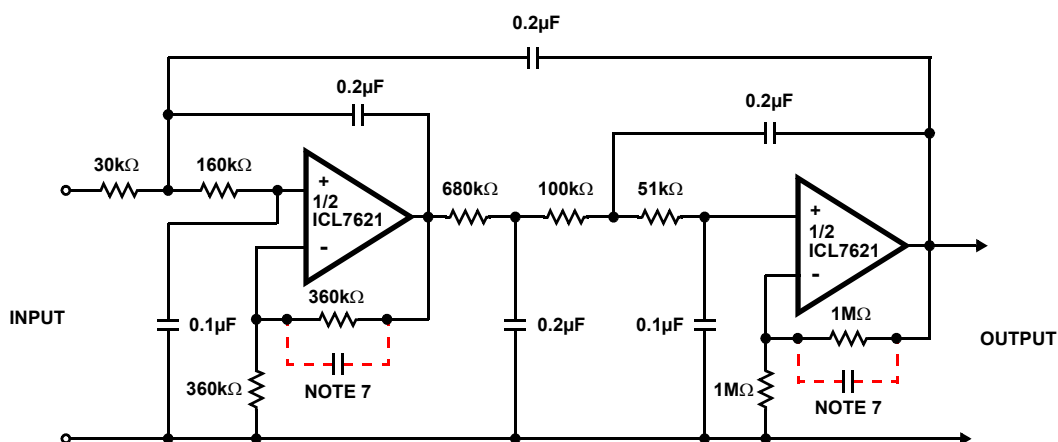 0.2µF
0.2µF
0.2µF
30kΩ
160kΩ
680kΩ
100kΩ
51kΩ
+
1/2
ICL7621
-
+
1/2
ICL7621
-
INPUT
0.1µF
360kΩ
0.2µF
0.1µF
1MΩ
OUTPUT
360kΩ
NOTE 7
1MΩ
NOTE 7